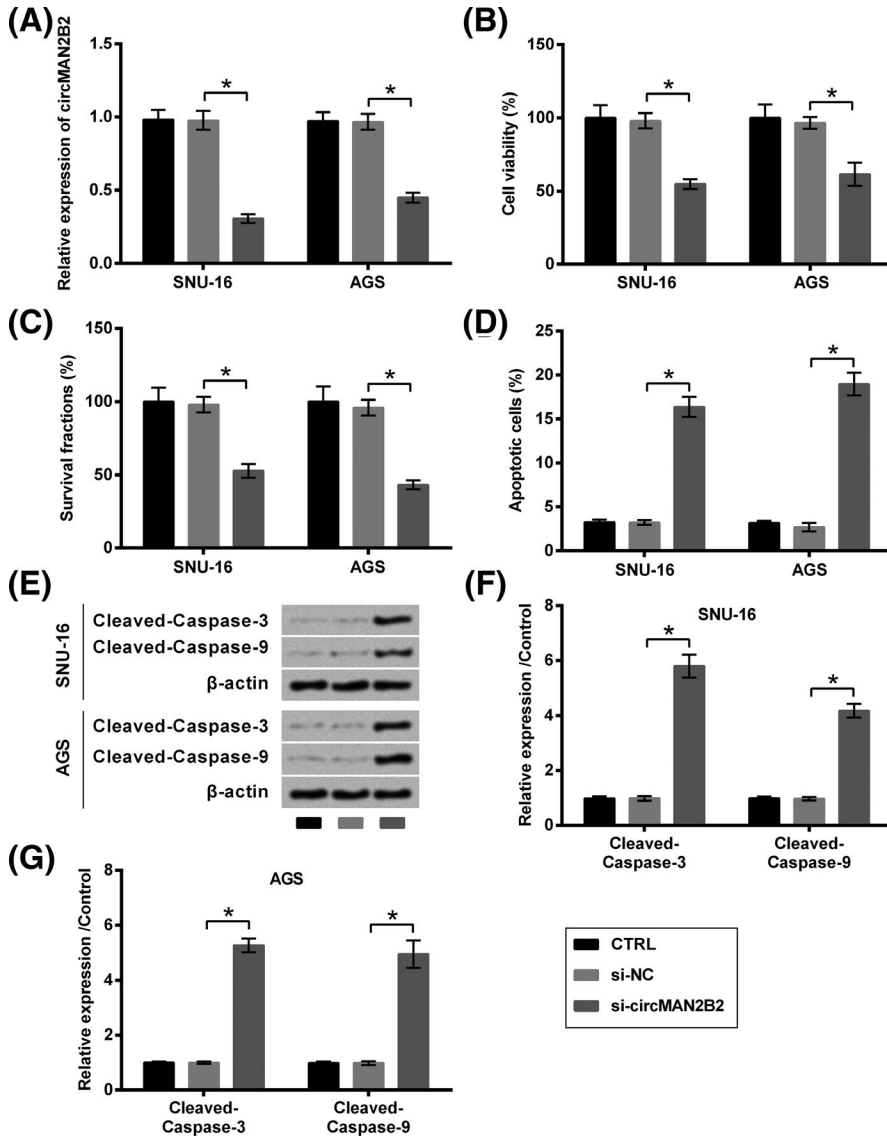 (A)
Relative expression of circMAN2B2
1.5
1.0
0.5
0.0
*
*
SNU-16
AGS
(B)
Cell viability (%)
150
100
50
0
*
*
SNU-16
AGS
(C)
Survival fractions (%)
150
100
50
0
*
*
SNU-16
AGS
(D)
Apoptotic cells (%)
25
20
15
10
5
0
*
*
SNU-16
AGS
(E)
SNU-16
Cleaved-Caspase-3
Cleaved-Caspase-9
β-actin
AGS
Cleaved-Caspase-3
Cleaved-Caspase-9
β-actin
(F)
SNU-16
Relative expression /Control
8
6
4
2
0
*
*
Cleaved-
Caspase-3
Cleaved-
Caspase-9
(G)
AGS
Relative expression /Control
8
6
4
2
0
*
*
Cleaved-
Caspase-3
Cleaved-
Caspase-9
CTRL
si-NC
si-circMAN2B2